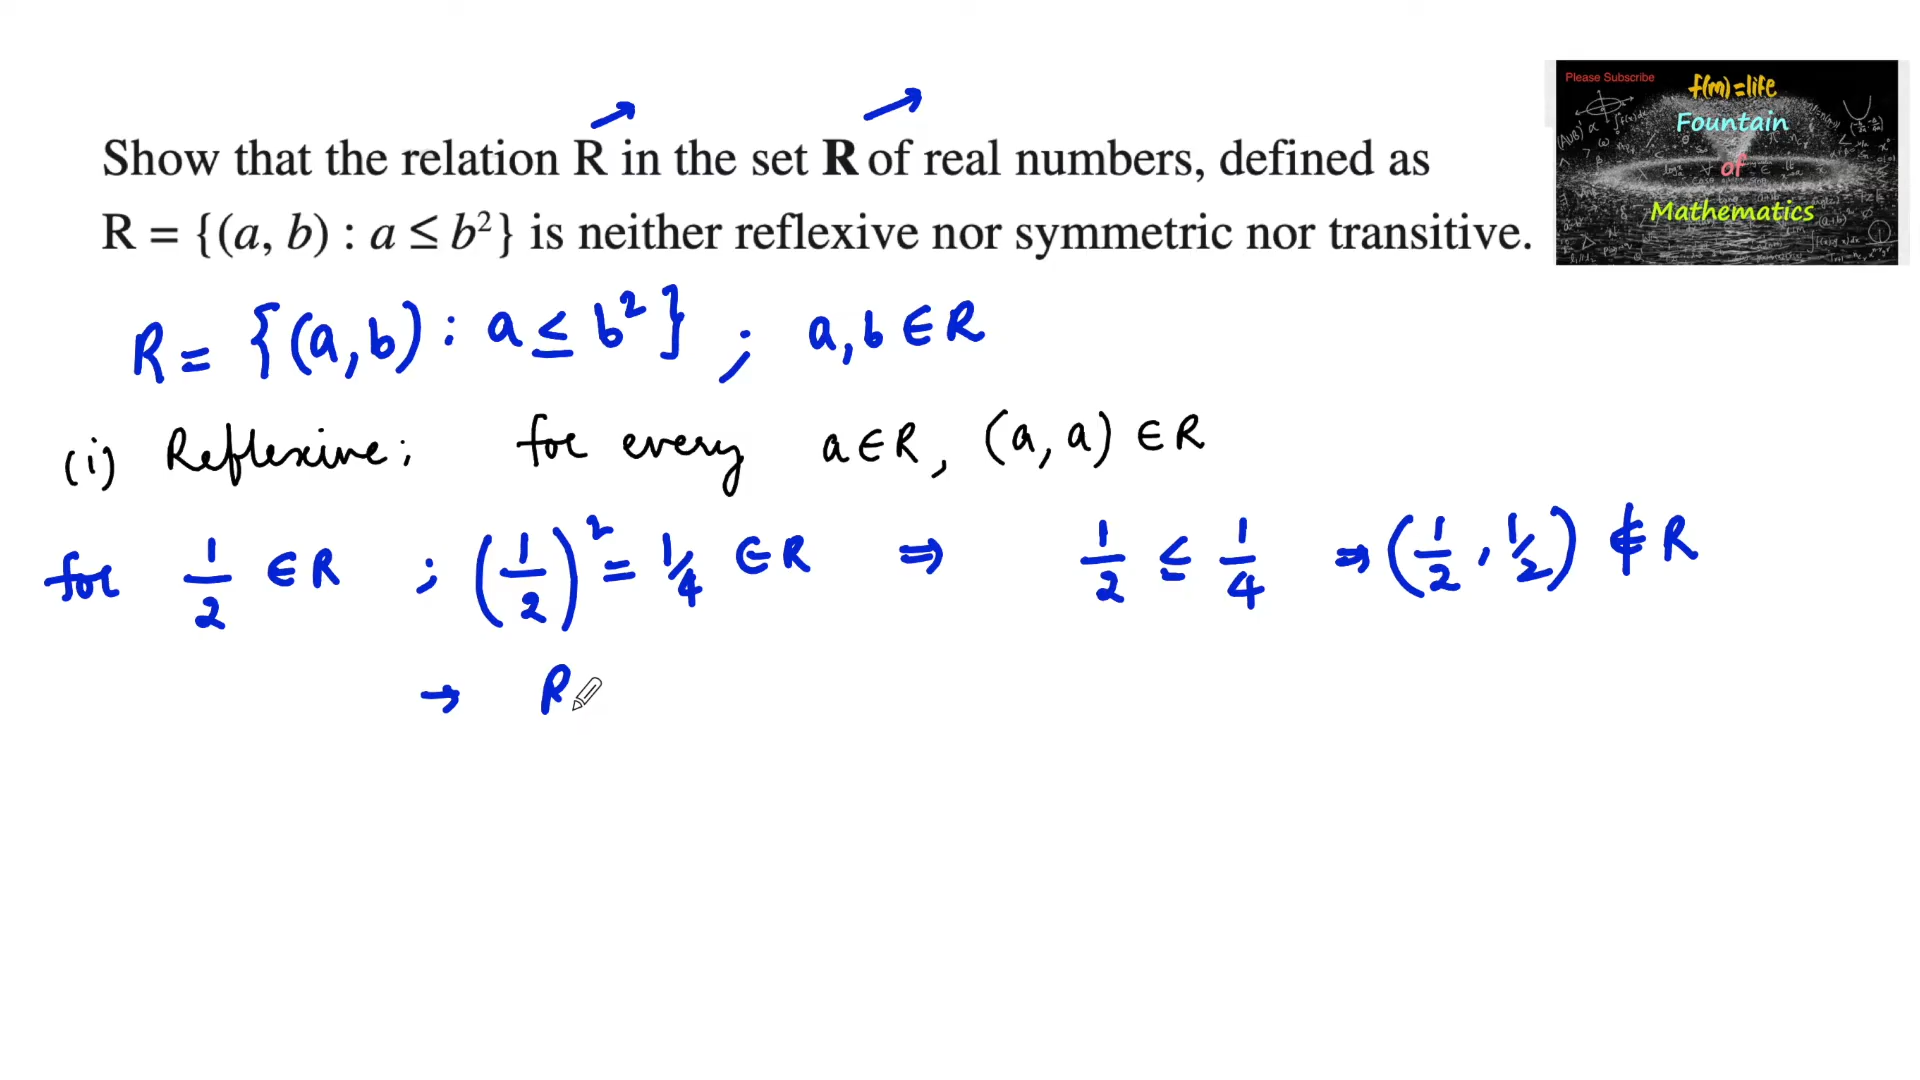 Please Subscribe
f(m)=life
Fountain
of
Mathematics
Show that the relation R in the set R of real numbers, defined as
R = {(a, b) : a ≤ b²} is neither reflexive nor symmetric nor transitive.
R = {(a,b) : a ≤ b²} ; a,b ∈ R
(i) Reflexive; for every a∈R, (a, a) ∈ R
for 1/2 ∈ R ; (1/2)² = 1/4 ∈ R ⇒ 1/2 ≤ 1/4 ⇒ (1/2, 1/2) ∉ R
→ R